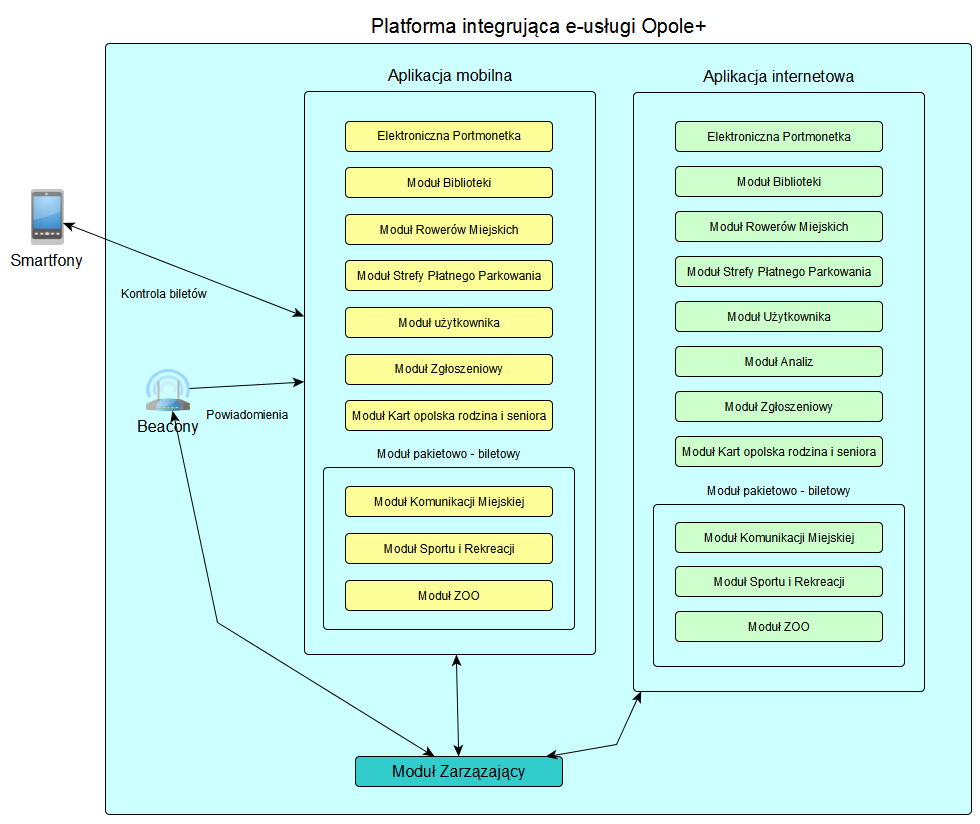 Platforma integrująca e-usługi Opole+
Aplikacja mobilna
Elektroniczna Portmonetka
Moduł Biblioteki
Moduł Rowerów Miejskich
Moduł Strefy Płatnego Parkowania
Moduł użytkownika
Moduł Zgłoszeniowy
Moduł Kart opolska rodzina i seniora
Moduł pakietowo - biletowy
Moduł Komunikacji Miejskiej
Moduł Sportu i Rekreacji
Moduł ZOO
Aplikacja internetowa
Elektroniczna Portmonetka
Moduł Biblioteki
Moduł Rowerów Miejskich
Moduł Strefy Płatnego Parkowania
Moduł Użytkownika
Moduł Analiz
Moduł Zgłoszeniowy
Moduł Kart opolska rodzina i seniora
Moduł pakietowo - biletowy
Moduł Komunikacji Miejskiej
Moduł Sportu i Rekreacji
Moduł ZOO
Smartfony
Kontrola biletów
Beacony
Powiadomienia
Moduł Zarzązający